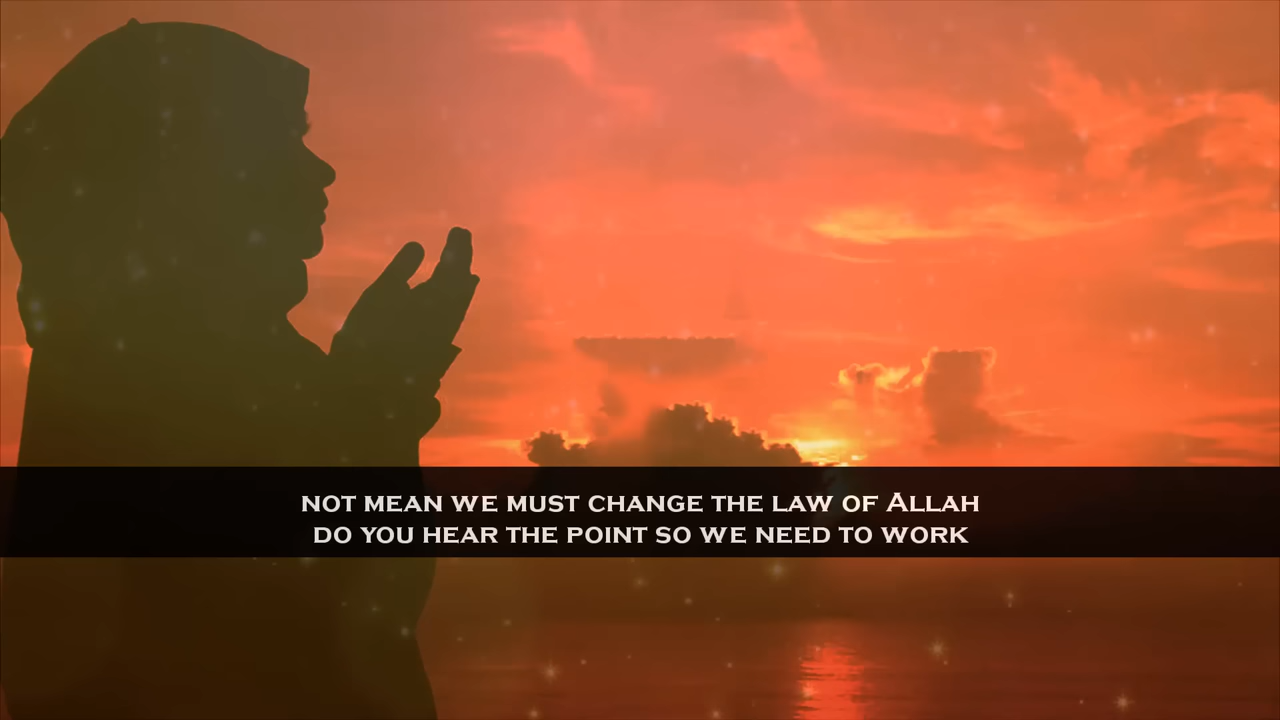 NOT MEAN WE MUST CHANGE THE LAW OF ALLAH
DO YOU HEAR THE POINT SO WE NEED TO WORK